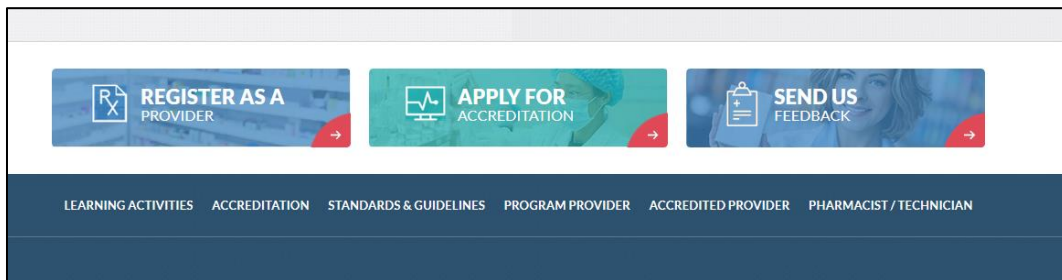 REGISTER AS A
PROVIDER
APPLY FOR
ACCREDITATION
SEND US
FEEDBACK
LEARNING ACTIVITIES ACCREDITATION STANDARDS & GUIDELINES PROGRAM PROVIDER ACCREDITED PROVIDER PHARMACIST / TECHNICIAN